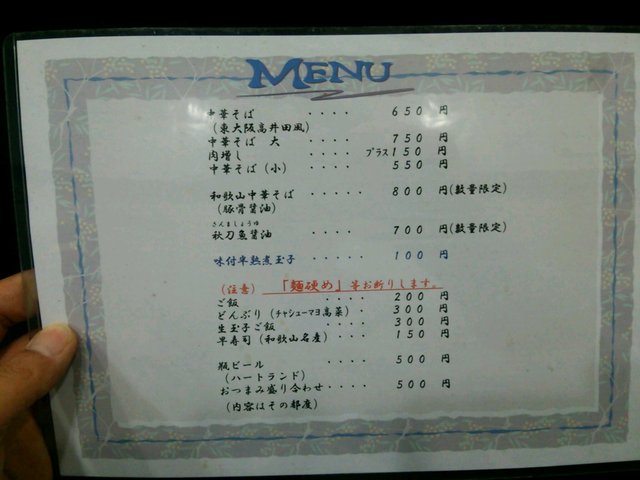 MENU
中華そば ・・・・ 650 円
(東大阪高井田風)
中華そば 大 ・・・・ 750 円
肉増し ・・・・ プラス150 円
中華そば (小) ・・・・ 550 円
和歌山中華そば ・・・・・ 800 円(数量限定)
(豚骨醤油)
さんましょうゆ
秋刀魚醤油 ・・・・・ 700 円(数量限定)
味付半熟煮玉子 ・・・・ 100 円
(注意) 「麺硬め」等お断りします。
ご飯 ・・・・ 200 円
どんぶり (チャシューマヨ高菜) ・ 300 円
生玉子ご飯 ・・・・ 300 円
早寿司 (和歌山名産) ・ 150 円
瓶ビール ・・・・ 500 円
(ハートランド)
おつまみ盛り合わせ・・・・ 500 円
(内容はその都度)